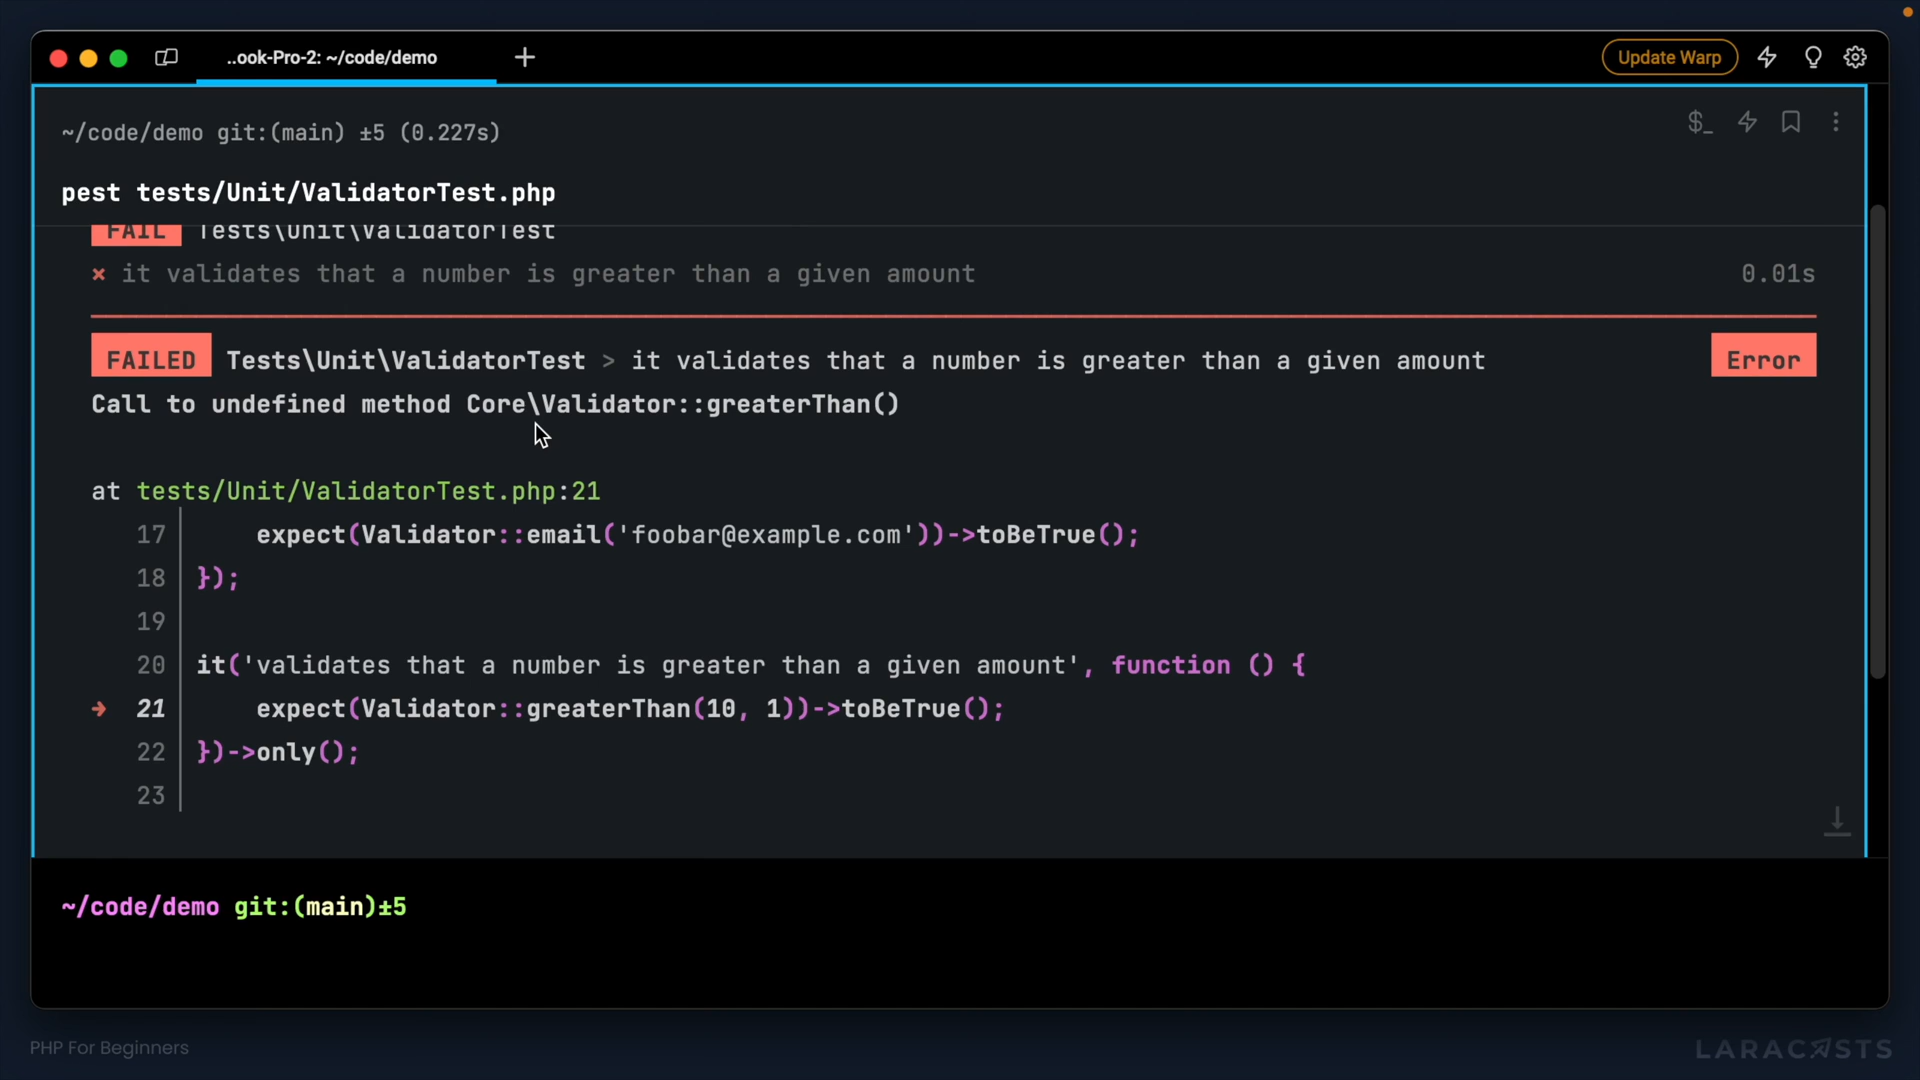 ..ook-Pro-2: ~/code/demo
Update Warp
~/code/demo git:(main) ±5 (0.227s)
$_
pest tests/Unit/ValidatorTest.php
FAIL Tests\Unit\ValidatorTest
× it validates that a number is greater than a given amount 0.01s
FAILED Tests\Unit\ValidatorTest > it validates that a number is greater than a given amount Error
Call to undefined method Core\Validator::greaterThan()
at tests/Unit/ValidatorTest.php:21
17 expect(Validator::email('foobar@example.com'))->toBeTrue();
18 });
19
20 it('validates that a number is greater than a given amount', function () {
➜ 21 expect(Validator::greaterThan(10, 1))->toBeTrue();
22 })->only();
23
~/code/demo git:(main)±5
PHP For Beginners
LARACASTS